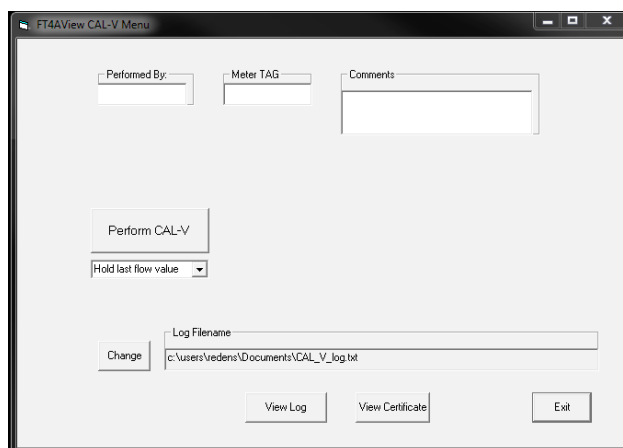 FT4AView CAL-V Menu
Performed By:
Meter TAG
Comments
Perform CAL-V
Hold last flow value
Log Filename
Change
c:\users\redens\Documents\CAL_V_log.txt
View Log
View Certificate
Exit